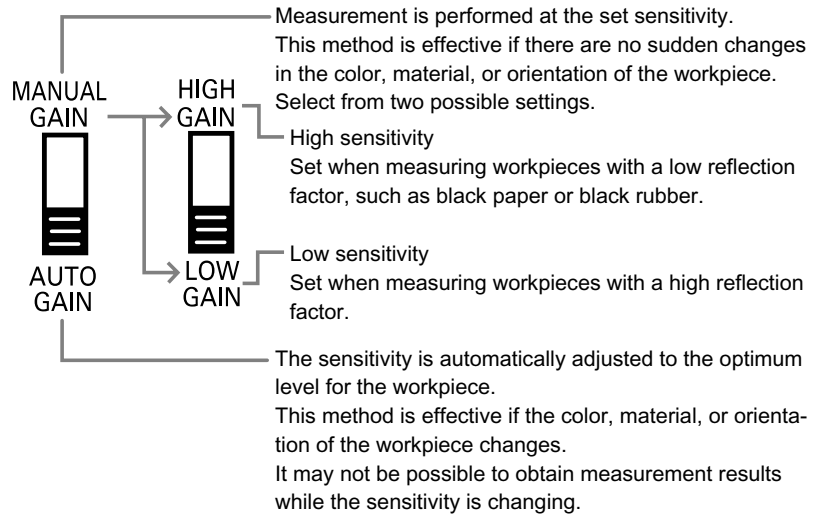 Measurement is performed at the set sensitivity.
This method is effective if there are no sudden changes
in the color, material, or orientation of the workpiece.
Select from two possible settings.
MANUAL
GAIN
HIGH
GAIN
High sensitivity
Set when measuring workpieces with a low reflection
factor, such as black paper or black rubber.
AUTO
GAIN
LOW
GAIN
Low sensitivity
Set when measuring workpieces with a high reflection
factor.
The sensitivity is automatically adjusted to the optimum
level for the workpiece.
This method is effective if the color, material, or orienta-
tion of the workpiece changes.
It may not be possible to obtain measurement results
while the sensitivity is changing.